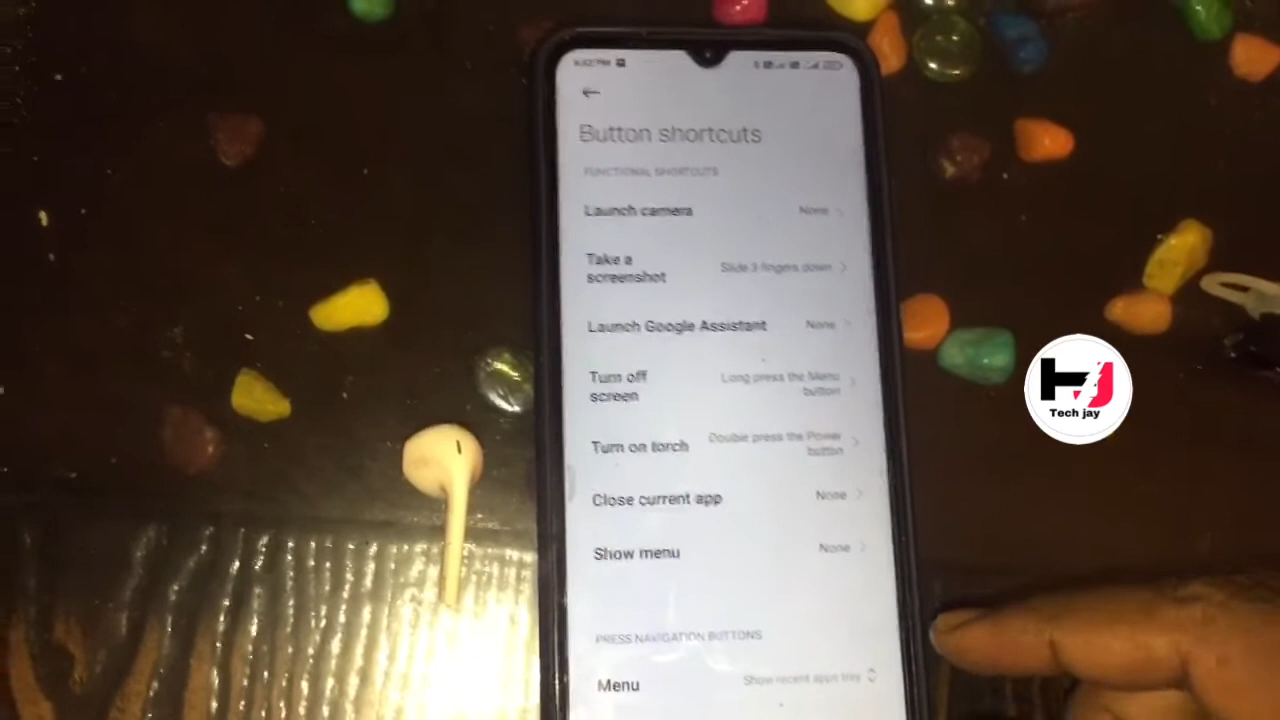 Button shortcuts
FUNCTIONAL SHORTCUTS
Launch camera
None
Take a
screenshot
Slide 3 fingers down
Launch Google Assistant
None
Turn off
screen
Long press the Menu
button
Turn on torch
Double press the Power
button
Close current app
None
Show menu
None
PRESS NAVIGATION BUTTONS
Menu
Show recent apps tray
HJ
Tech jay